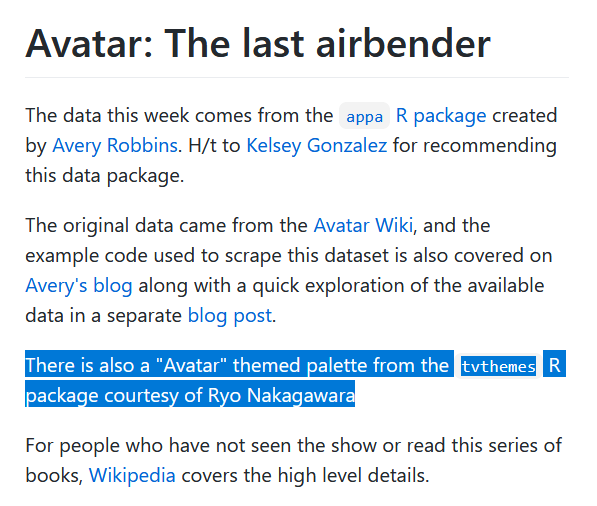 Avatar: The last airbender
The data this week comes from the appa R package created
by Avery Robbins. H/t to Kelsey Gonzalez for recommending
this data package.
The original data came from the Avatar Wiki, and the
example code used to scrape this dataset is also covered on
Avery's blog along with a quick exploration of the available
data in a separate blog post.
There is also a "Avatar" themed palette from the tvthemes R
package courtesy of Ryo Nakagawara
For people who have not seen the show or read this series of
books, Wikipedia covers the high level details.